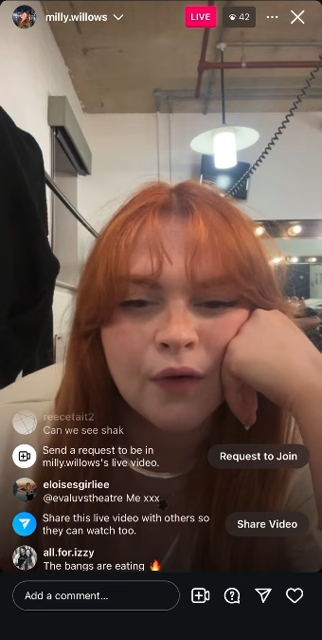 milly.willows
LIVE
42
reecetait2
Can we see shak
Send a request to be in
milly.willows's live video.
Request to Join
eloisesgirliee
@evaluvstheatre Me xxx
Share this live video with others so
they can watch too.
Share Video
all.for.izzy
The bangs are eating 🔥
Add a comment...